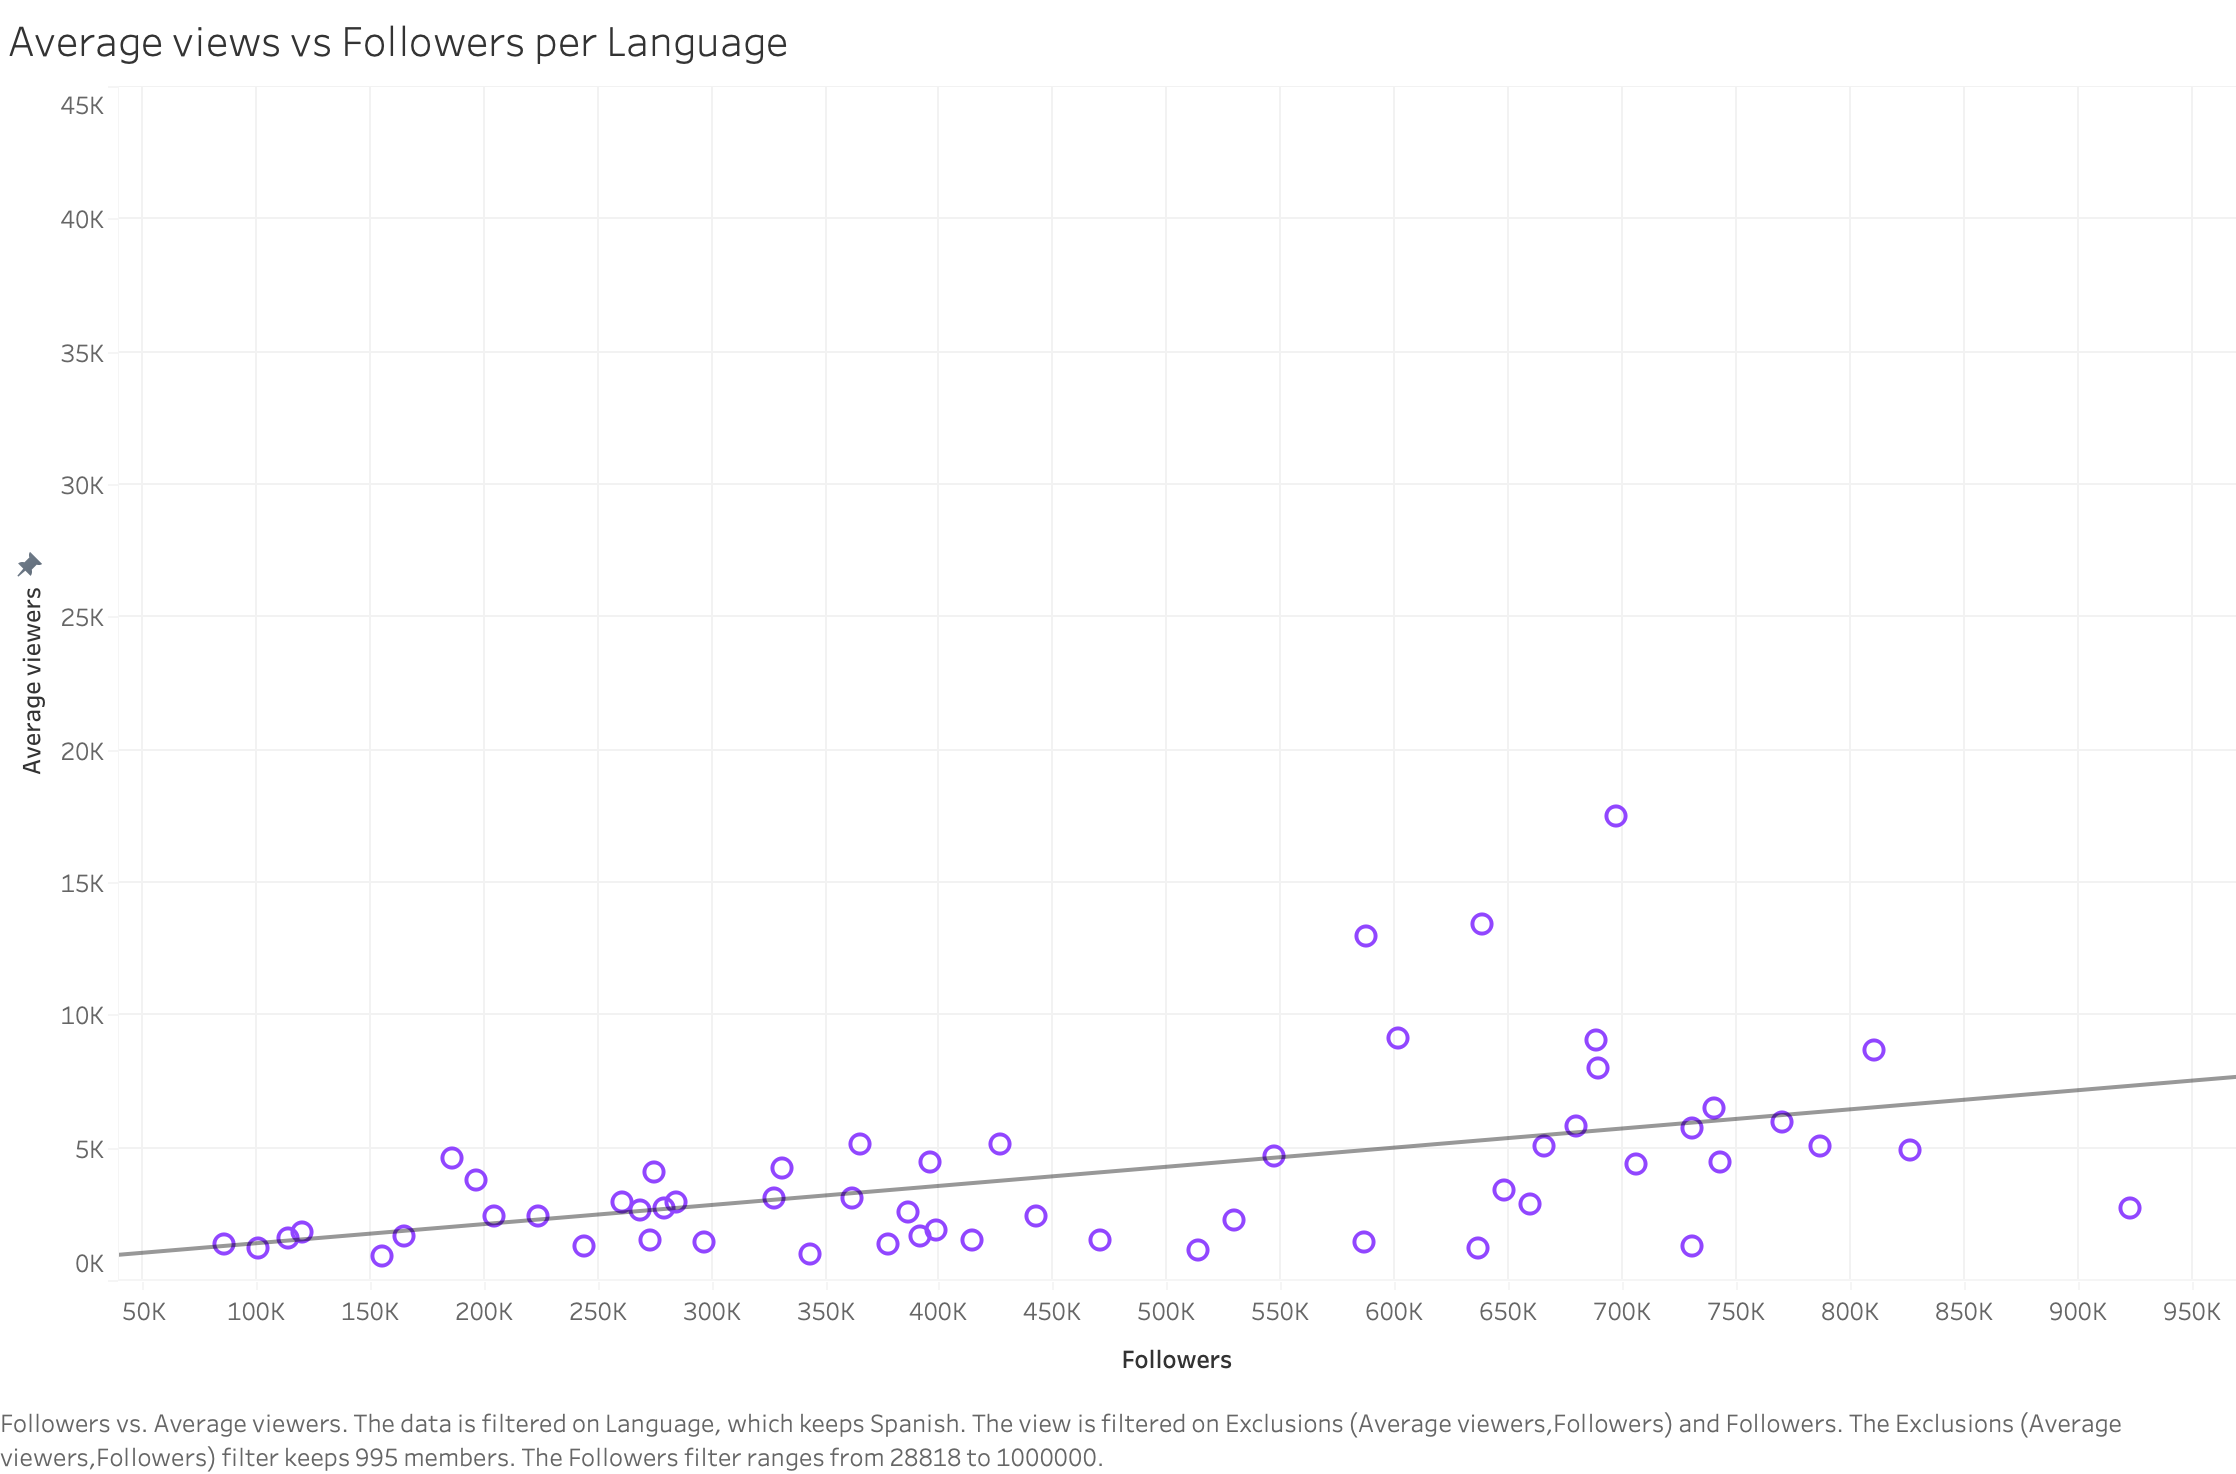 Average views vs Followers per Language
45K
40K
35K
30K
25K
20K
15K
10K
5K
0K
Average viewers
50K 100K 150K 200K 250K 300K 350K 400K 450K 500K 550K 600K 650K 700K 750K 800K 850K 900K 950K
Followers
Followers vs. Average viewers. The data is filtered on Language, which keeps Spanish. The view is filtered on Exclusions (Average viewers,Followers) and Followers. The Exclusions (Average
viewers,Followers) filter keeps 995 members. The Followers filter ranges from 28818 to 1000000.